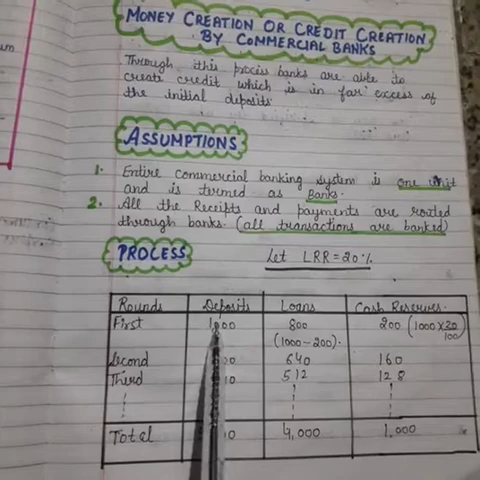 MONEY CREATION OR CREDIT CREATION
BY COMMERCIAL BANKS
Through this process banks are able to
create credit which is in far excess of
the initial deposits.
ASSUMPTIONS
1. Entire commercial banking system is one unit
and is termed as Banks.
2. All the Receipts and payments are routed
through banks. (all transactions are banked)
PROCESS
Let LRR = 20%
Rounds Deposits Loans Cash Reserves
First 1000 800 200 (1000 X 20/100)
(1000-200).
Second 640 160
Third 512 128
Total 4,000 1,000